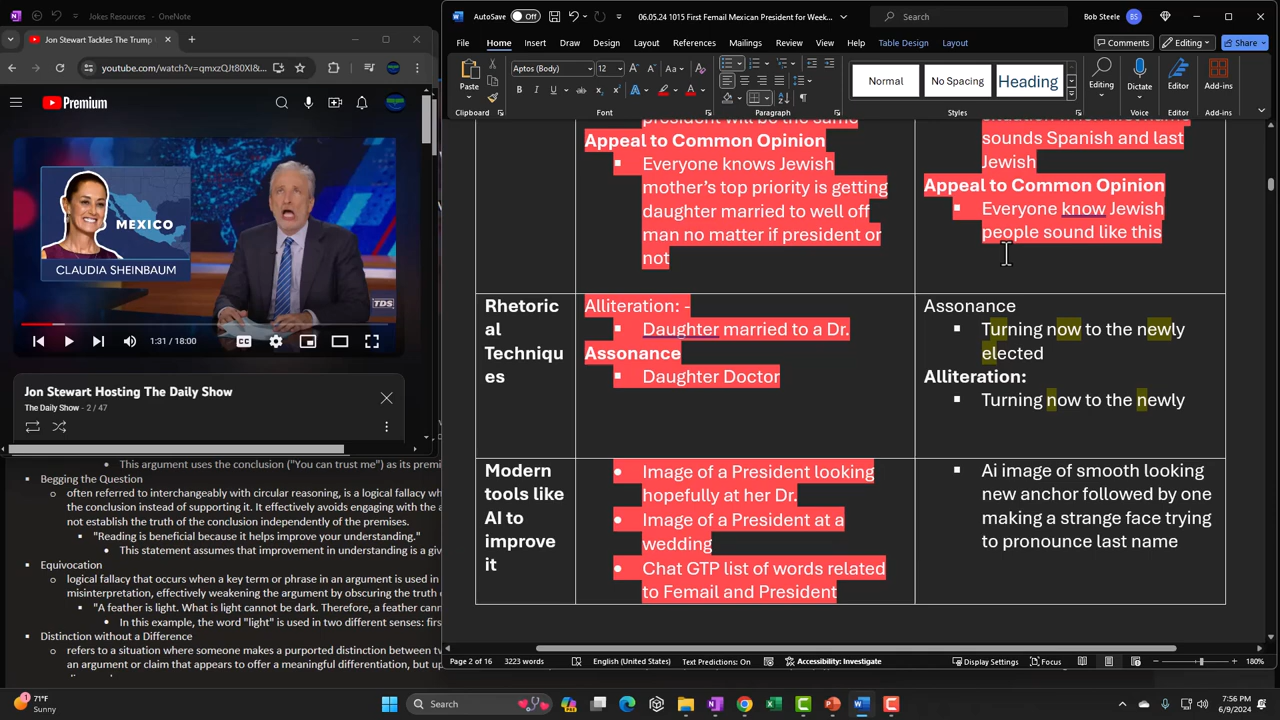 Jokes Resources - OneNote
Jon Stewart Tackles The Trump
youtube.com/watch?v=qmxzQJt80XI&...
Premium
MEXICO
CLAUDIA SHEINBAUM
TDS
1:31 / 18:00
CC
Jon Stewart Hosting The Daily Show
The Daily Show - 2 / 47
This argument uses the conclusion ("You can trust me") as its premi
Begging the Question
often referred to interchangeably with circular reasoning, is a logical fallacy wh
the conclusion instead of supporting it. It effectively avoids engaging with the
not establish the truth of the conclusion independently of the premises.
"Reading is beneficial because it helps improve your understanding."
This statement assumes that improvement in understanding is a giv
Equivocation
logical fallacy that occurs when a key term or phrase in an argument is used in
misinterpretation, effectively weakening the argument by obscuring the truth o
"A feather is light. What is light cannot be dark. Therefore, a feather canno
In this example, the word "light" is used in two different senses: firs
Distinction without a Difference
refers to a situation where someone makes a purported distinction between tw
an argument or claim that appears to offer a meaningful differentiation, but up
AutoSave Off
06.05.24 1015 First Femail Mexican President for Week...
Search
Bob Steele BS
File Home Insert Draw Design Layout References Mailings Review View Help Table Design Layout
Comments Editing Share
Paste
Aptos (Body) 12
Normal
No Spacing
Heading
Editing
Dictate
Editor
Add-ins
Clipboard Font Paragraph Styles Voice Editor Add-ins
president will be the same
Appeal to Common Opinion
Everyone knows Jewish
mother's top priority is getting
daughter married to well off
man no matter if president or
not
situation when first name
sounds Spanish and last
Jewish
Appeal to Common Opinion
Everyone know Jewish
people sound like this
Rhetoric
al
Techniqu
es
Alliteration: -
Daughter married to a Dr.
Assonance
Daughter Doctor
Assonance
Turning now to the newly
elected
Alliteration:
Turning now to the newly
Modern
tools like
AI to
improve
it
Image of a President looking
hopefully at her Dr.
Image of a President at a
wedding
Chat GTP list of words related
to Femail and President
Ai image of smooth looking
new anchor followed by one
making a strange face trying
to pronounce last name
Page 2 of 16 3223 words English (United States) Text Predictions: On Accessibility: Investigate Display Settings Focus 180%
71°F
Sunny
Search
7:56 PM
6/9/2024